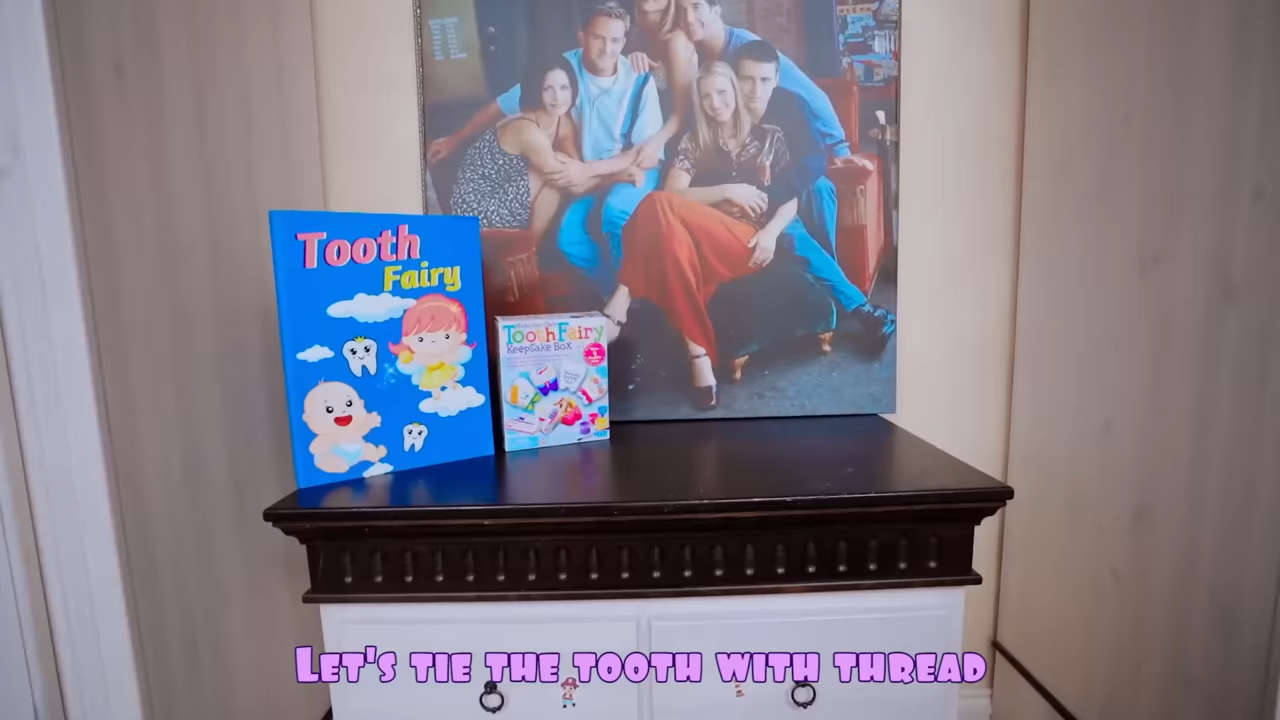 Tooth
Fairy
Tooth Fairy
Keepsake Box
LET'S TIE THE TOOTH WITH THREAD